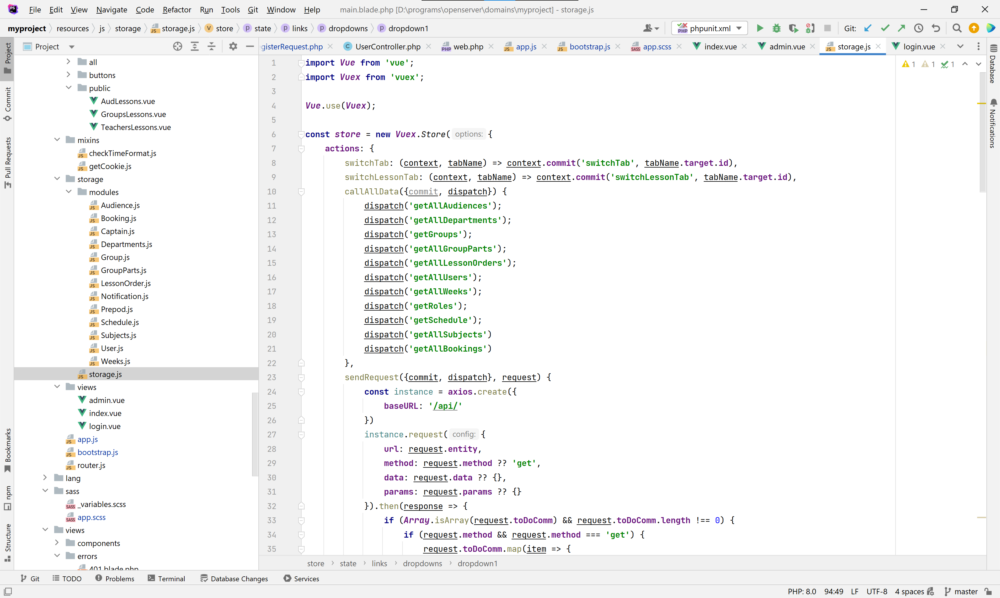 File Edit View Navigate Code Refactor Run Tools Git Window Help main.blade.php [D:\programs\openserver\domains\myproject] - storage.js
myproject resources js storage storage.js store state links dropdowns dropdown1 phpunit.xml Git:
Project
gisterRequest.php UserController.php web.php app.js bootstrap.js app.scss index.vue admin.vue storage.js login.vue
Project
Commit
Pull Requests
Bookmarks
npm
Structure
Database
Notifications
all
buttons
public
AudLessons.vue
GroupsLessons.vue
TeachersLessons.vue
mixins
checkTimeFormat.js
getCookie.js
storage
modules
Audience.js
Booking.js
Captain.js
Departments.js
Group.js
GroupParts.js
LessonOrder.js
Notification.js
Prepod.js
Schedule.js
Subjects.js
User.js
Weeks.js
storage.js
views
admin.vue
index.vue
login.vue
app.js
bootstrap.js
router.js
lang
sass
_variables.scss
app.scss
views
components
errors
401.blade.php
1 1 1
1 import Vue from 'vue';
2 import Vuex from 'vuex';
3
4 Vue.use(Vuex);
5
6 const store = new Vuex.Store( options: {
7 actions: {
8 switchTab: (context, tabName) => context.commit('switchTab', tabName.target.id),
9 switchLessonTab: (context, tabName) => context.commit('switchLessonTab', tabName.target.id),
10 callAllData({commit, dispatch}) {
11 dispatch('getAllAudiences');
12 dispatch('getAllDepartments');
13 dispatch('getGroups');
14 dispatch('getAllGroupParts');
15 dispatch('getAllLessonOrders');
16 dispatch('getAllUsers');
17 dispatch('getAllWeeks');
18 dispatch('getRoles');
19 dispatch('getSchedule');
20 dispatch('getAllSubjects')
21 dispatch('getAllBookings')
22 },
23 sendRequest({commit, dispatch}, request) {
24 const instance = axios.create({
25 baseURL: '/api/'
26 })
27 instance.request( config: {
28 url: request.entity,
29 method: request.method ?? 'get',
30 data: request.data ?? {},
31 params: request.params ?? {}
32 }).then(response => {
33 if (Array.isArray(request.toDoComm) && request.toDoComm.length !== 0) {
34 if (request.method && request.method === 'get') {
35 request.toDoComm.map(item => {
store state links dropdowns dropdown1
Git TODO Problems Terminal Database Changes Services
PHP: 8.0 94:49 LF UTF-8 4 spaces master